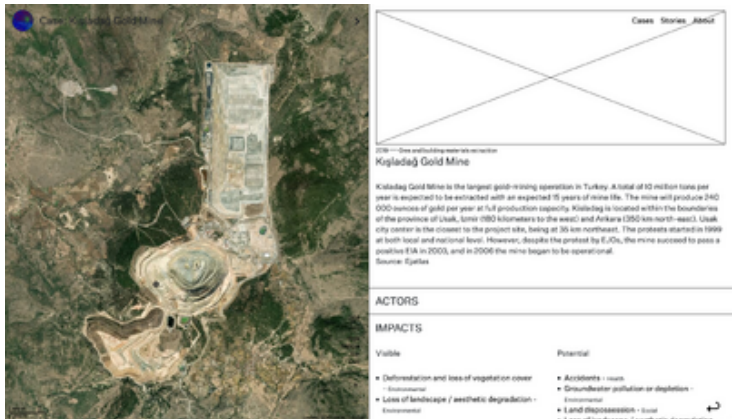 Case: Kışladağ Gold Mine
Cases Stories About
2019 — Ores and building materials extraction
Kışladağ Gold Mine
Kisladag Gold Mine is the largest gold-mining operation in Turkey. A total of 10 million tons per
year is expected to be extracted with an expected 15 years of mine life. The mine will produce 240
000 ounces of gold per year at full production capacity. Kisladag is located within the boundaries
of the province of Usak, Izmir (180 kilometers to the west) and Ankara (350 km north-east). Usak
city center is the closest to the project site, being at 35 km northeast. The protests started in 1999
at both local and national level. However, despite the protest by EJOs, the mine succeed to pass a
positive EIA in 2003, and in 2006 the mine began to be operational.
Source: Ejatlas
ACTORS
IMPACTS
Visible
Potential
• Deforestation and loss of vegetation cover
- Environmental
• Loss of landscape / aesthetic degradation -
Environmental
• Accidents - Health
• Groundwater pollution or depletion -
Environmental
• Land dispossession - Social